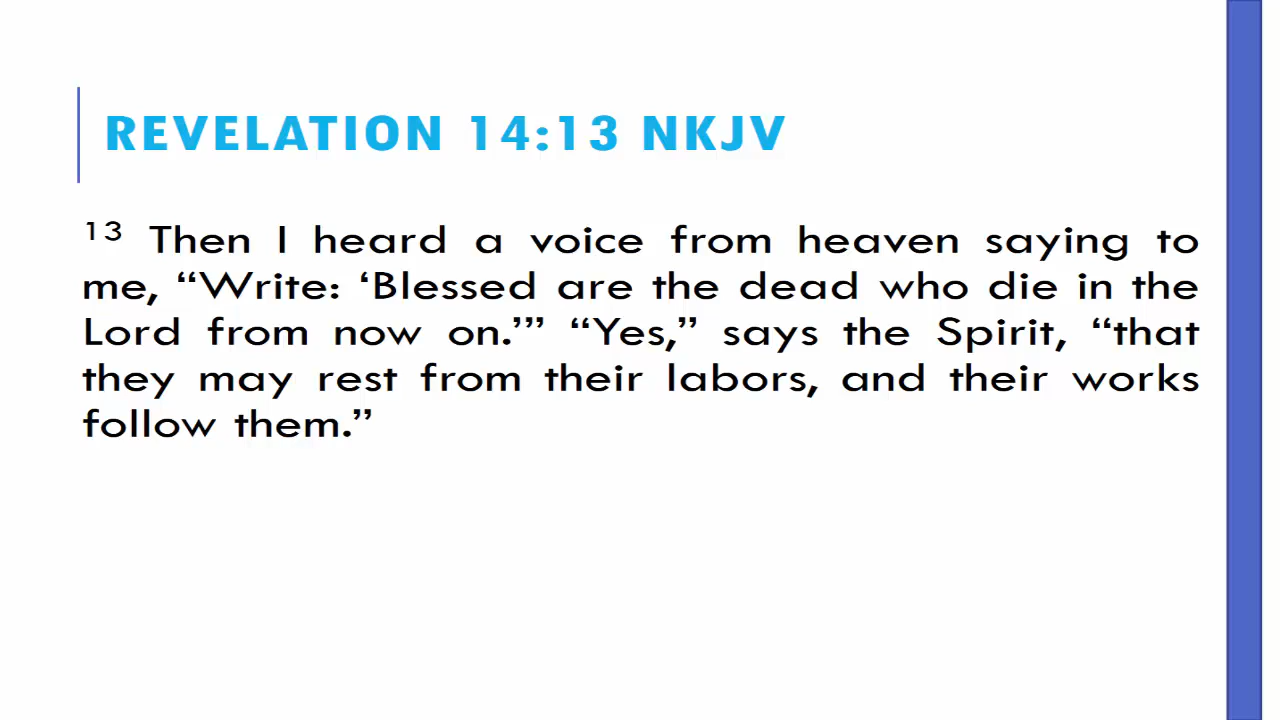 REVELATION 14:13 NKJV
13 Then I heard a voice from heaven saying to
me, “Write: ‘Blessed are the dead who die in the
Lord from now on.’” “Yes,” says the Spirit, “that
they may rest from their labors, and their works
follow them.”